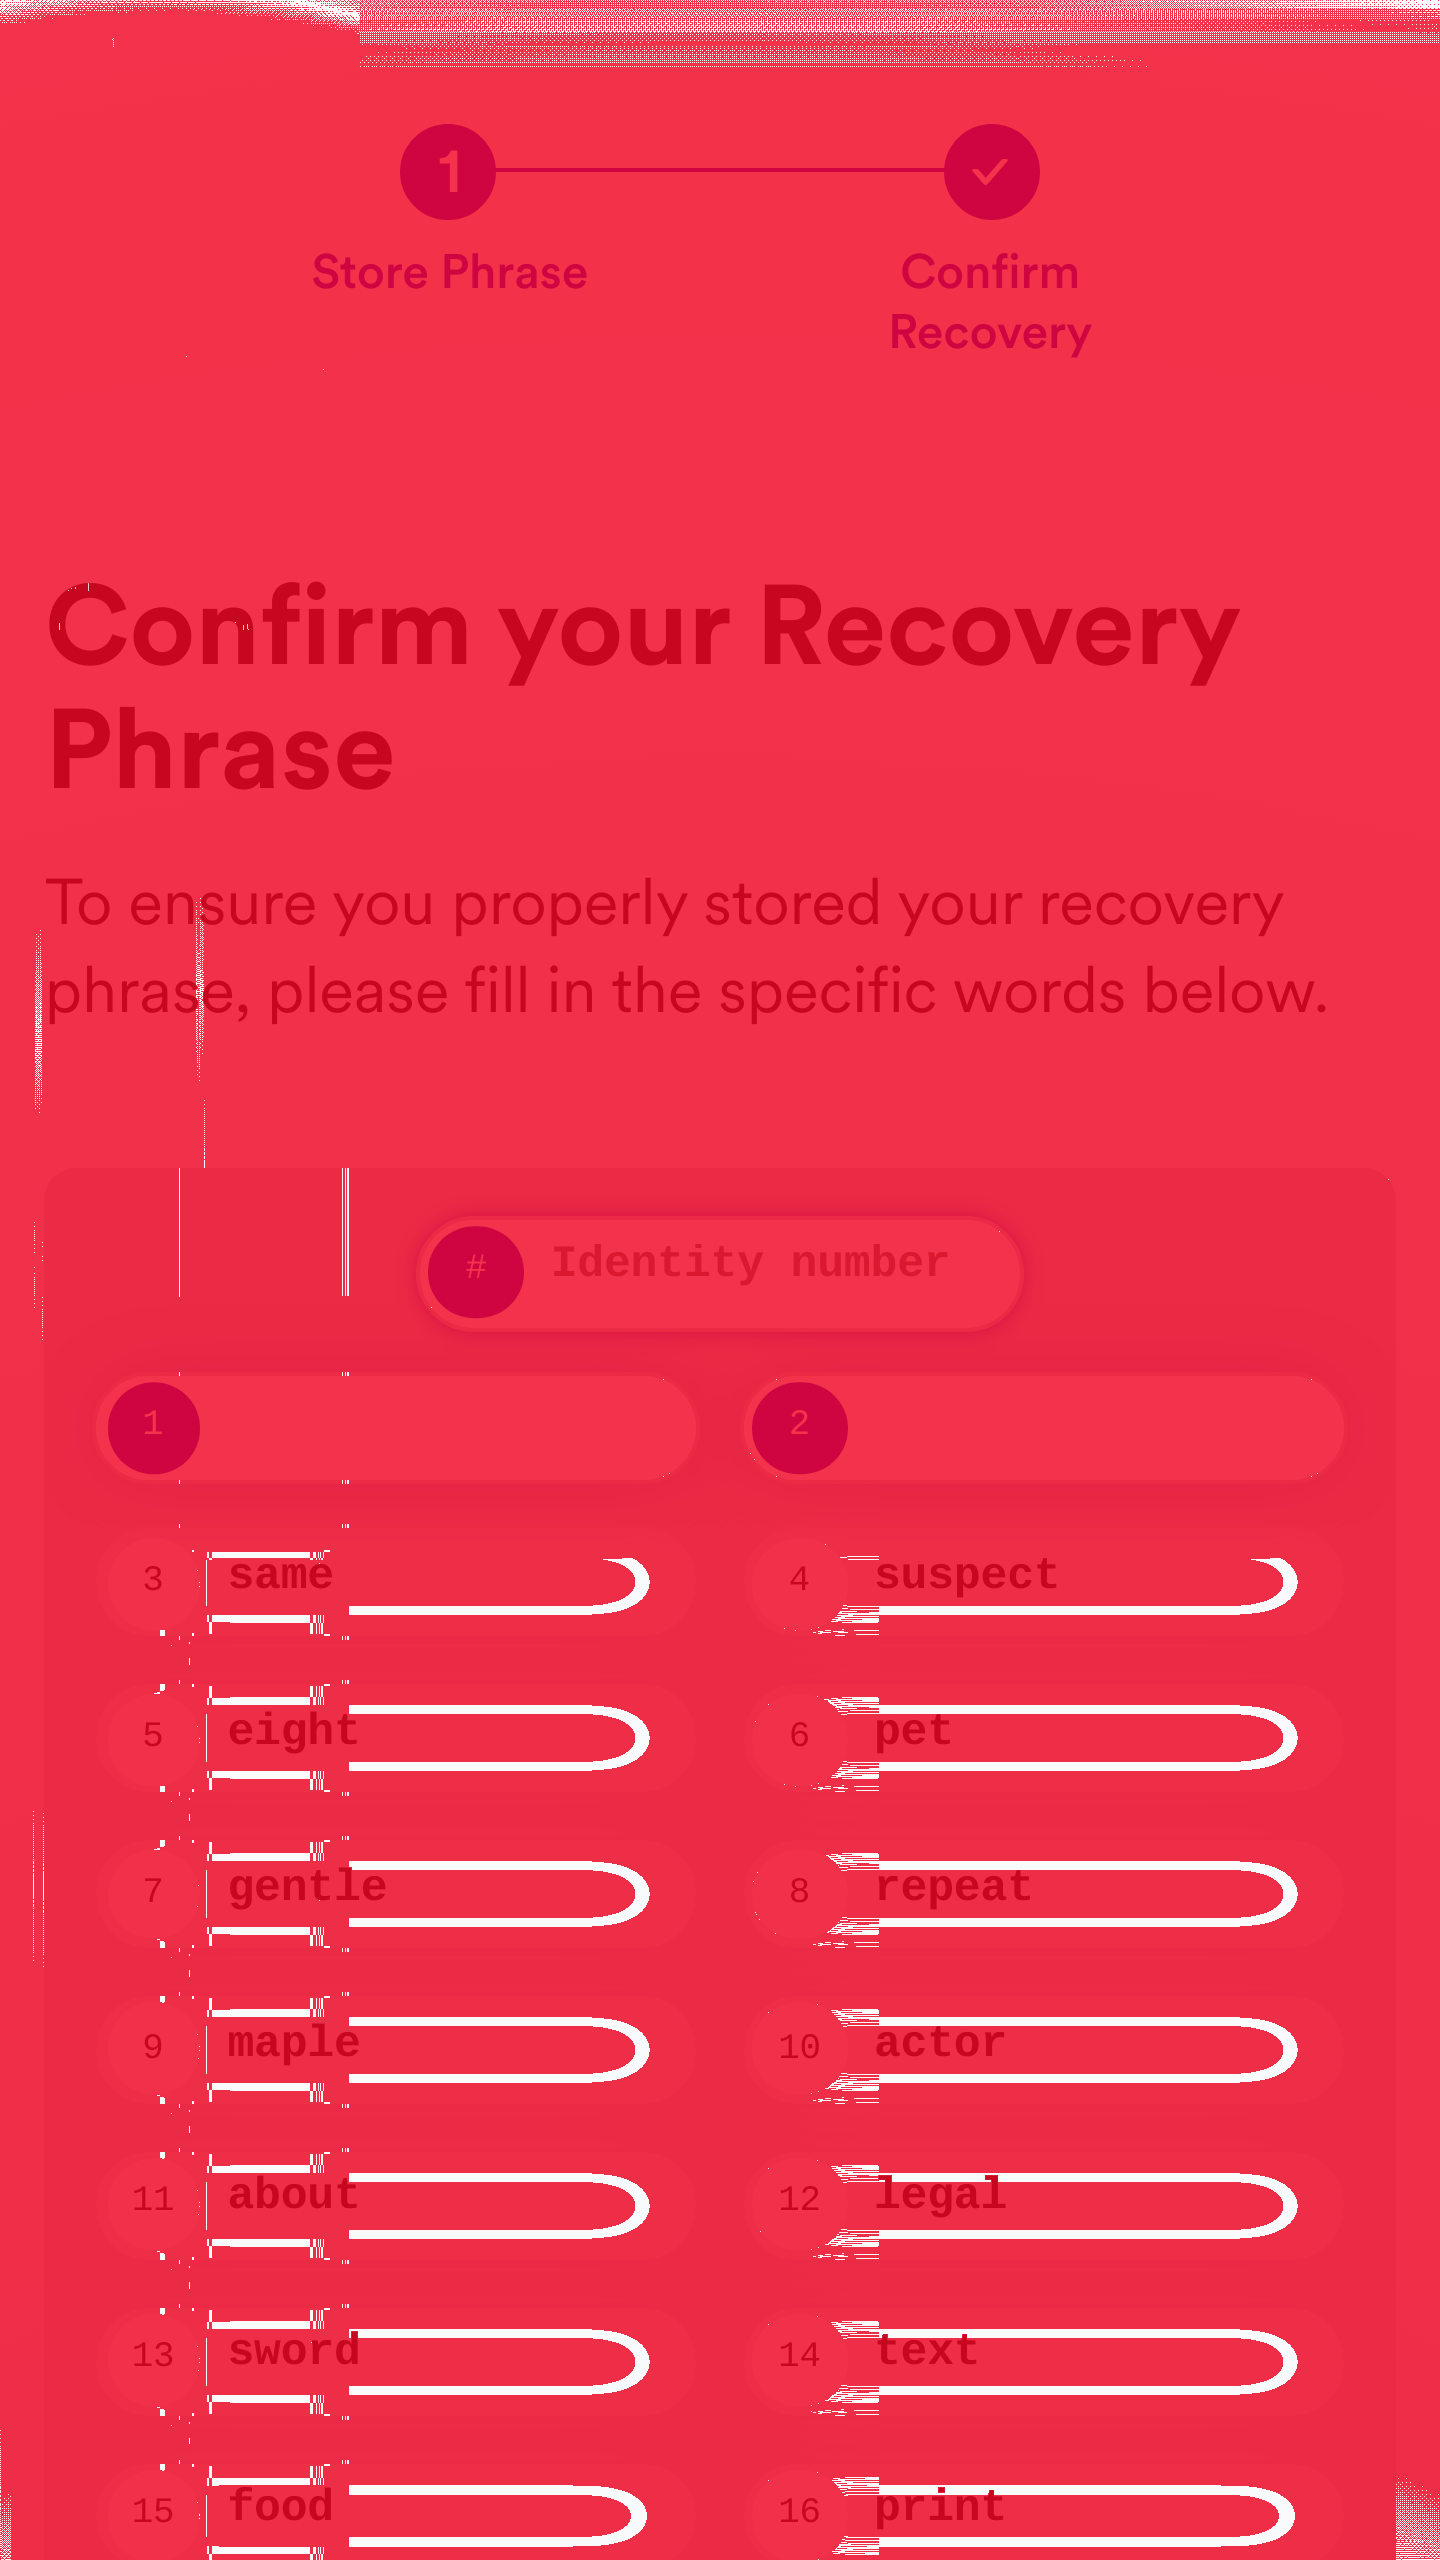 1
Store Phrase
Confirm
Recovery
Confirm your Recovery
Phrase
To ensure you properly stored your recovery
phrase, please fill in the specific words below.
# Identity number
1 2
3 same 4 suspect
5 eight 6 pet
7 gentle 8 repeat
9 maple 10 actor
11 about 12 legal
13 sword 14 text
15 food 16 print